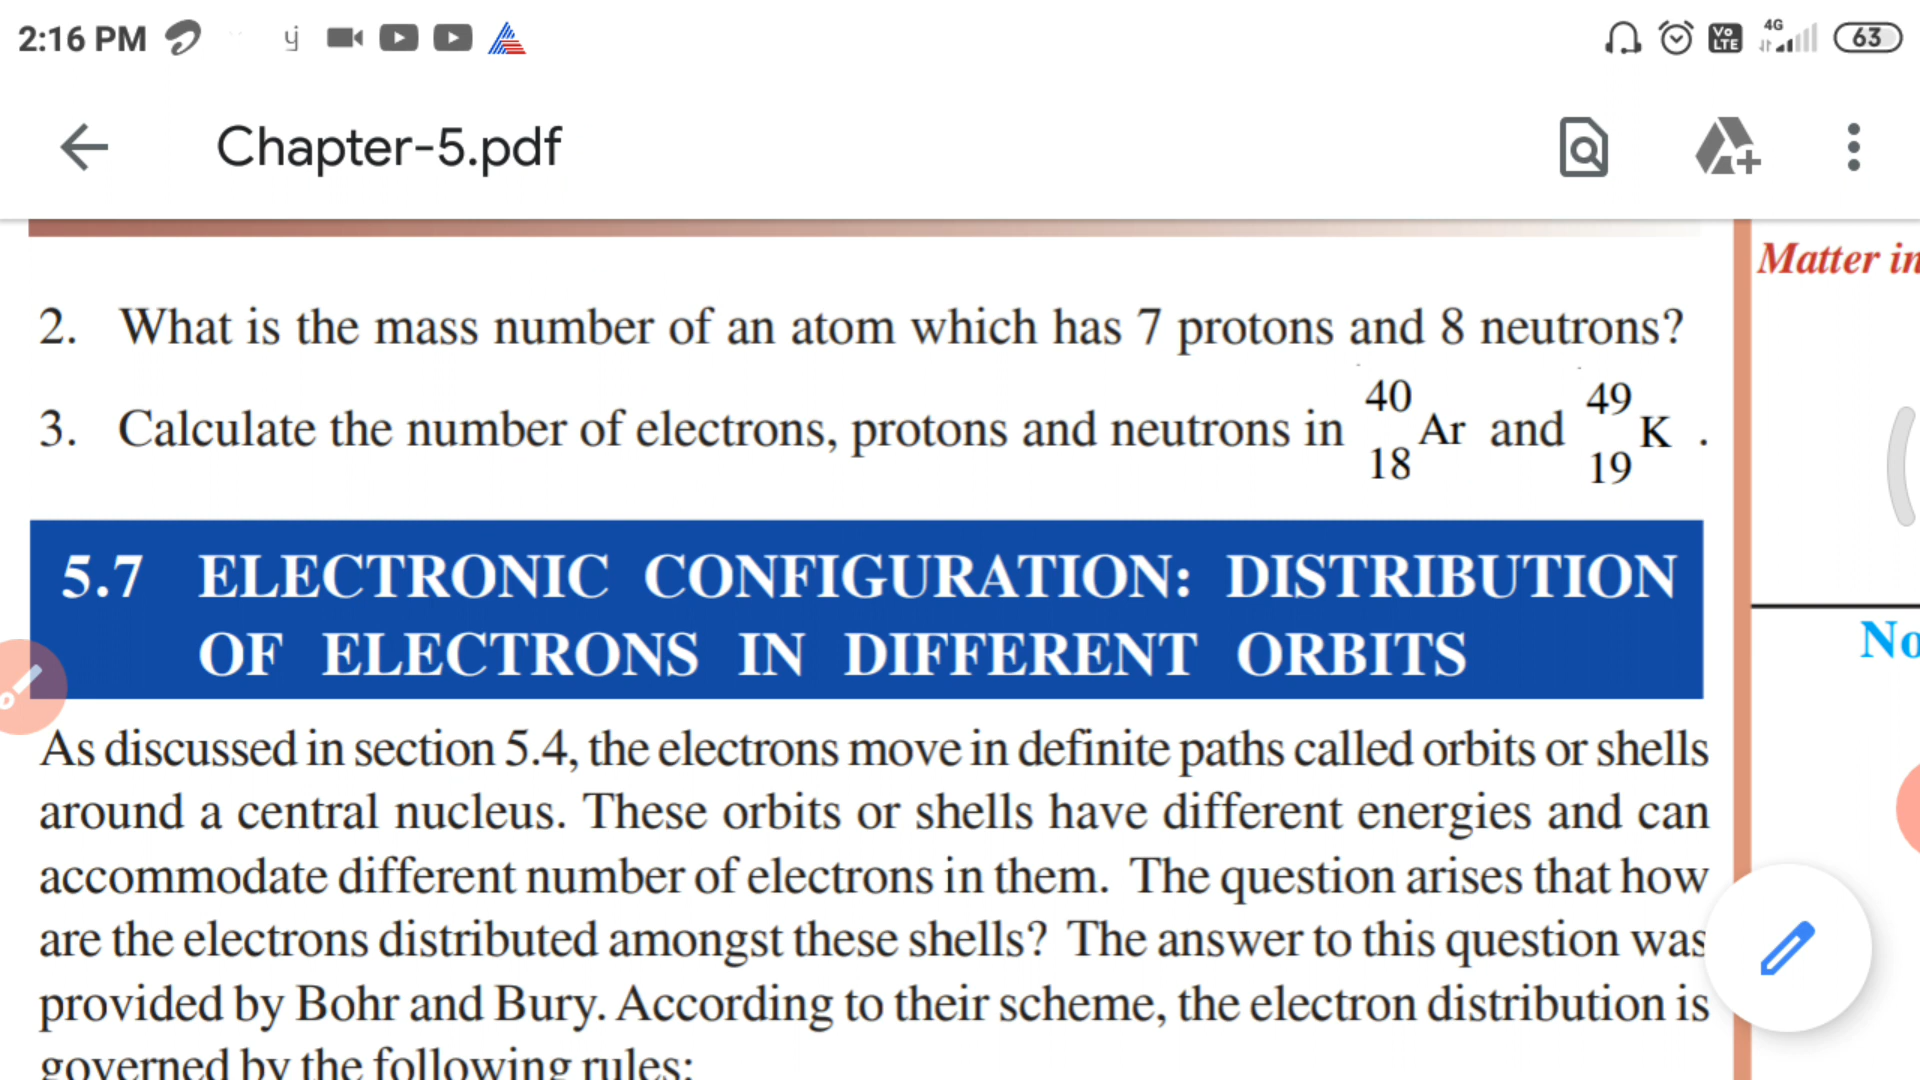 2:16 PM
Vo LTE 4G 63
Chapter-5.pdf
Matter in
2. What is the mass number of an atom which has 7 protons and 8 neutrons?
40 49
3. Calculate the number of electrons, protons and neutrons in Ar and K .
18 19
5.7 ELECTRONIC CONFIGURATION: DISTRIBUTION
OF ELECTRONS IN DIFFERENT ORBITS
No
As discussed in section 5.4, the electrons move in definite paths called orbits or shells
around a central nucleus. These orbits or shells have different energies and can
accommodate different number of electrons in them. The question arises that how
are the electrons distributed amongst these shells? The answer to this question was
provided by Bohr and Bury. According to their scheme, the electron distribution is
governed by the following rules: